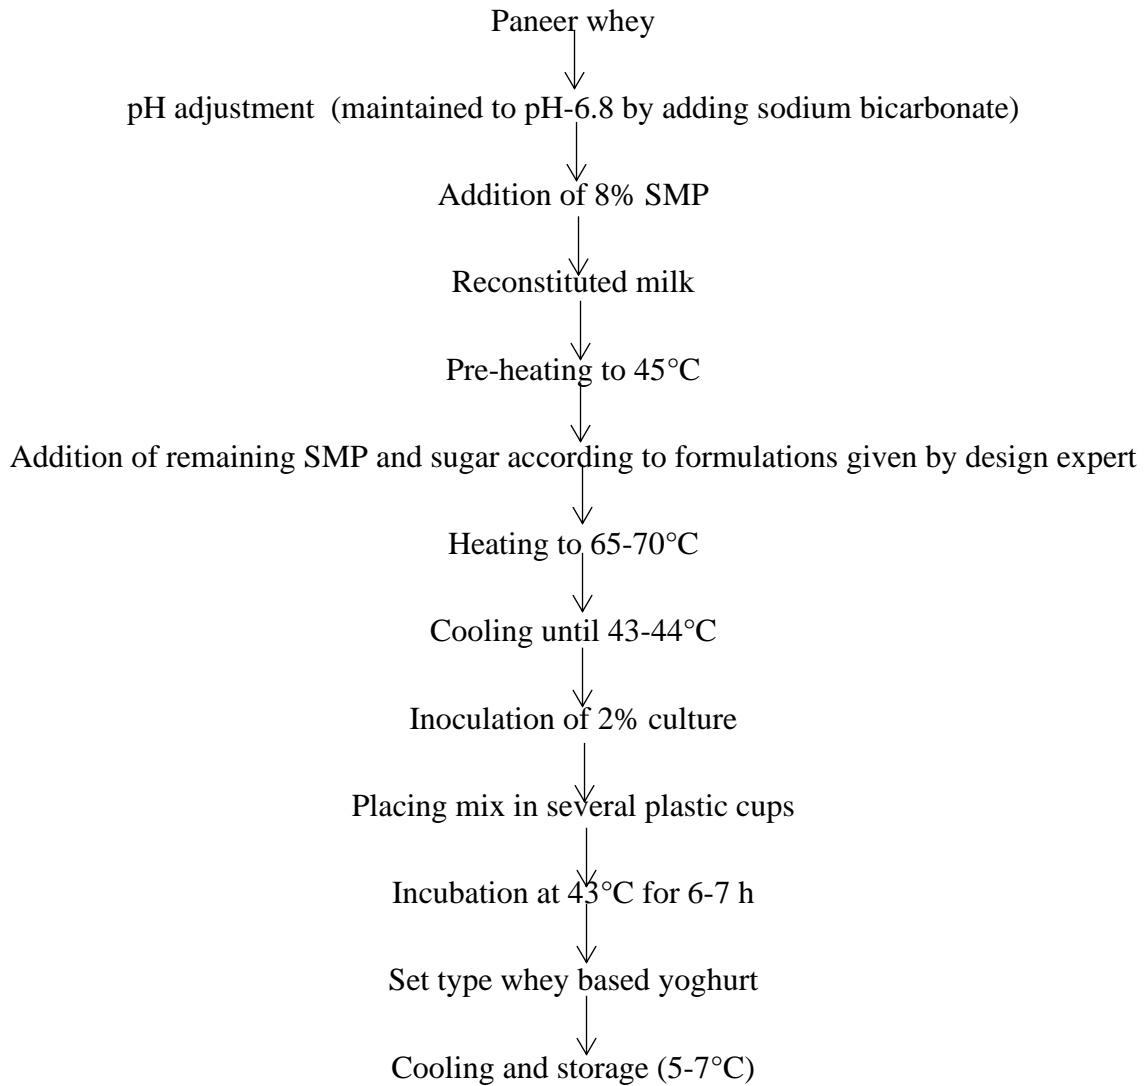 Paneer whey
pH adjustment (maintained to pH-6.8 by adding sodium bicarbonate)
Addition of 8% SMP
Reconstituted milk
Pre-heating to 45°C
Addition of remaining SMP and sugar according to formulations given by design expert
Heating to 65-70°C
Cooling until 43-44°C
Inoculation of 2% culture
Placing mix in several plastic cups
Incubation at 43°C for 6-7 h
Set type whey based yoghurt
Cooling and storage (5-7°C)